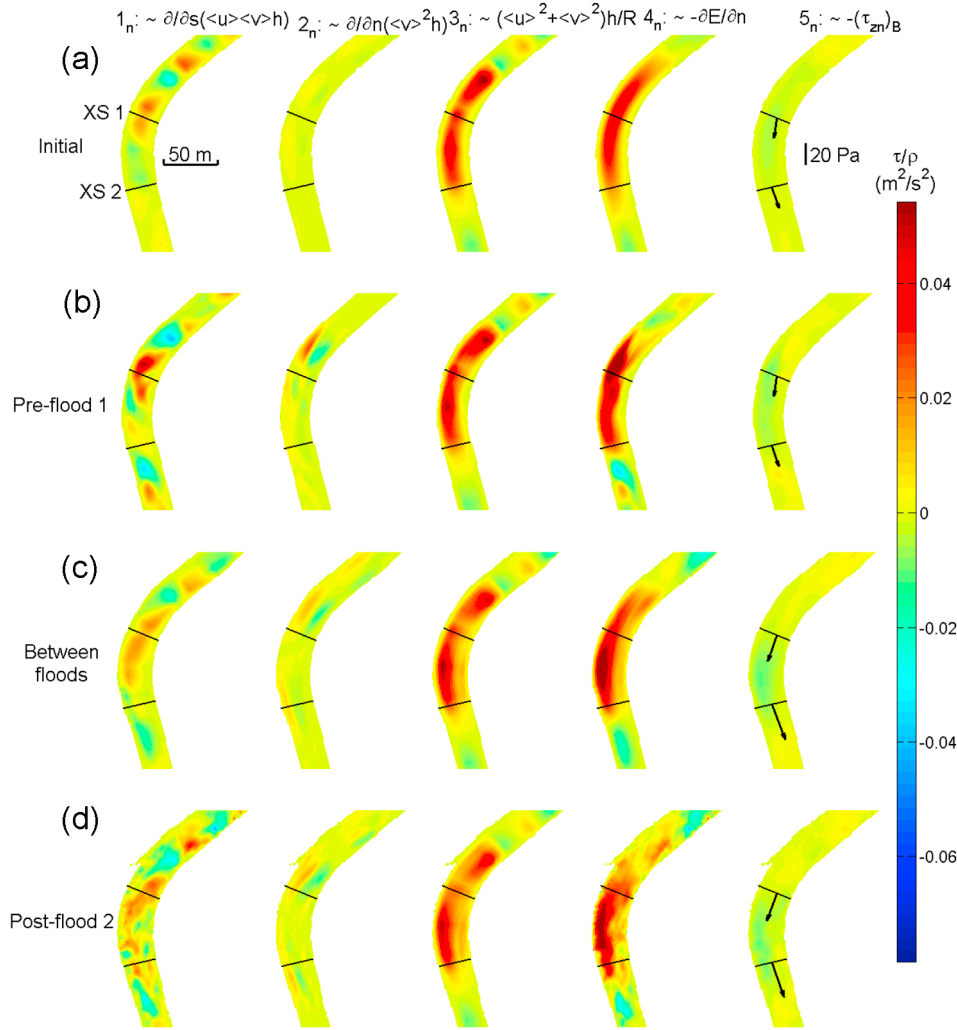 1n: ~ ∂/∂s(<u><v>h)
2n: ~ ∂/∂n(<v>²h)
3n: ~ (<u>²+<v>²)h/R
4n: ~ -∂E/∂n
5n: ~ -(τzn)B
(a)
XS 1
Initial
50 m
XS 2
20 Pa
τ/ρ
(m²/s²)
0.04
0.02
0
-0.02
-0.04
-0.06
(b)
Pre-flood 1
(c)
Between
floods
(d)
Post-flood 2